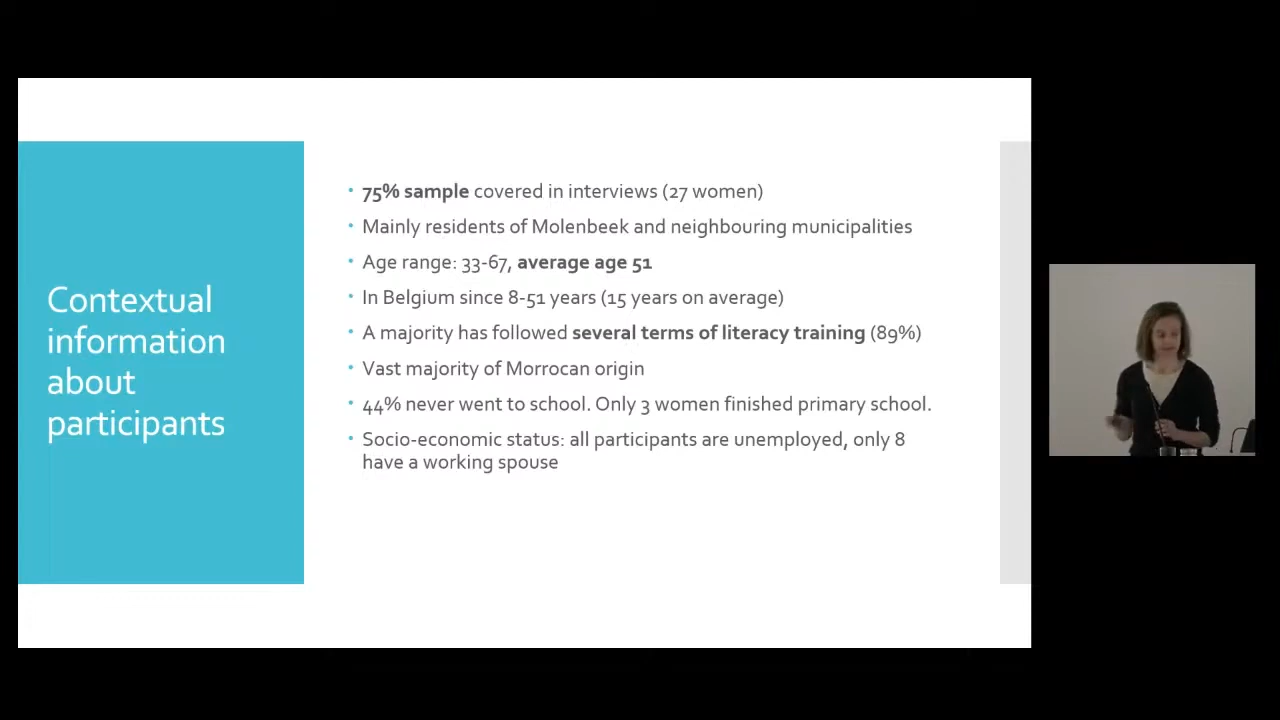 Contextual
information
about
participants
• 75% sample covered in interviews (27 women)
• Mainly residents of Molenbeek and neighbouring municipalities
• Age range: 33-67, average age 51
• In Belgium since 8-51 years (15 years on average)
• A majority has followed several terms of literacy training (89%)
• Vast majority of Morrocan origin
• 44% never went to school. Only 3 women finished primary school.
• Socio-economic status: all participants are unemployed, only 8
have a working spouse